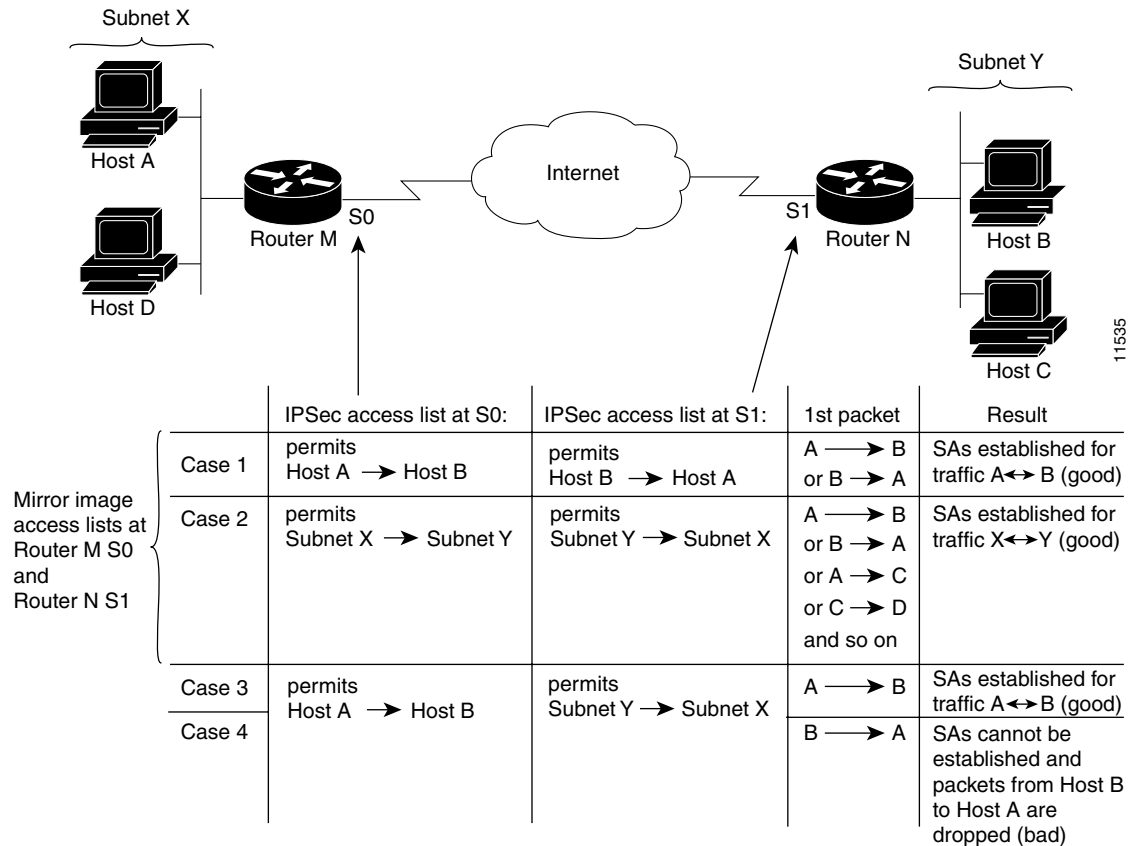 Subnet X
Subnet Y
Host A
Internet
S0
S1
Router M
Router N
Host B
Host D
Host C
11535
IPSec access list at S0:
IPSec access list at S1:
1st packet
Result
Mirror image
access lists at
Router M S0
and
Router N S1
Case 1
permits
Host A → Host B
permits
Host B → Host A
A → B
or B → A
SAs established for
traffic A↔B (good)
Case 2
permits
Subnet X → Subnet Y
permits
Subnet Y → Subnet X
A → B
or B → A
or A → C
or C → D
and so on
SAs established for
traffic X↔Y (good)
Case 3
permits
Host A → Host B
permits
Subnet Y → Subnet X
A → B
SAs established for
traffic A↔B (good)
Case 4
B → A
SAs cannot be
established and
packets from Host B
to Host A are
dropped (bad)